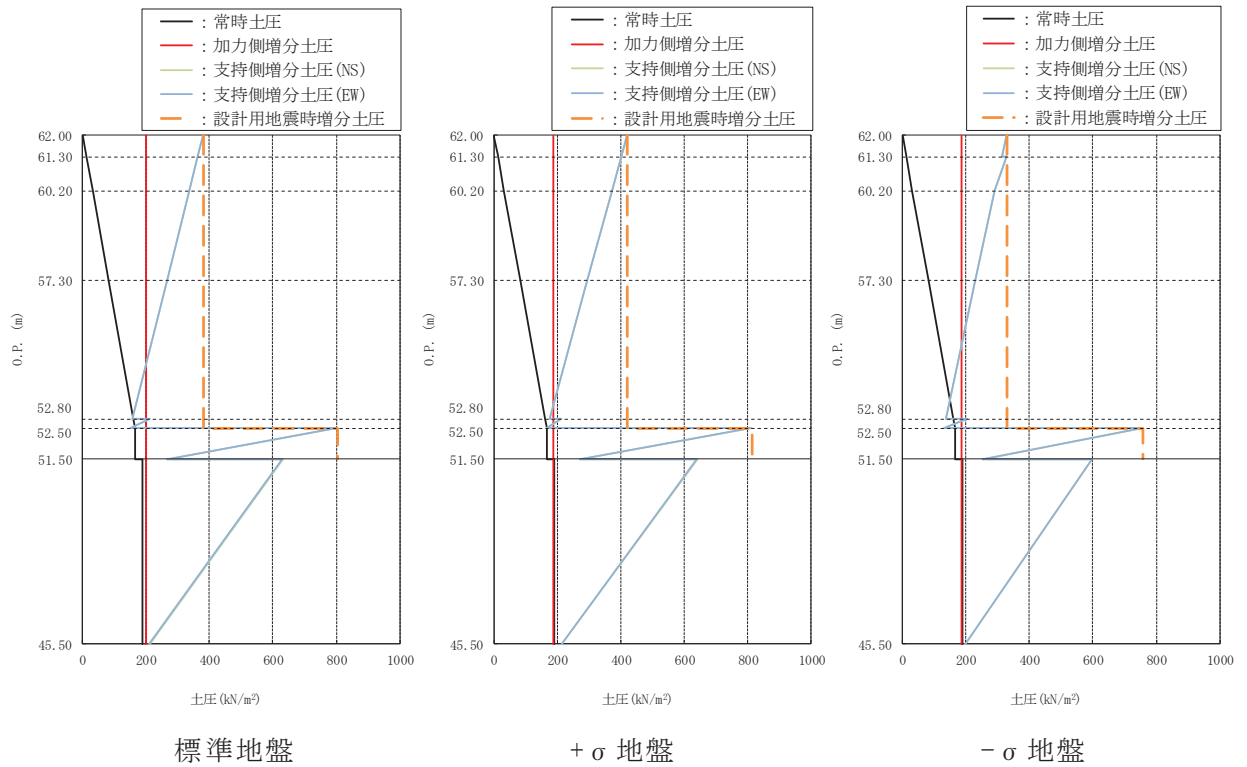 ：常時土圧
：加力側増分土圧
：支持側増分土圧(NS)
：支持側増分土圧(EW)
：設計用地震時増分土圧
62.00
61.30
60.20
57.30
52.80
52.50
51.50
45.50
O.P. (m)
0 200 400 600 800 1000
土圧(kN/m²)
標準地盤
：常時土圧
：加力側増分土圧
：支持側増分土圧(NS)
：支持側増分土圧(EW)
：設計用地震時増分土圧
62.00
61.30
60.20
57.30
52.80
52.50
51.50
45.50
O.P. (m)
0 200 400 600 800 1000
土圧(kN/m²)
+σ地盤
：常時土圧
：加力側増分土圧
：支持側増分土圧(NS)
：支持側増分土圧(EW)
：設計用地震時増分土圧
62.00
61.30
60.20
57.30
52.80
52.50
51.50
45.50
O.P. (m)
0 200 400 600 800 1000
土圧(kN/m²)
−σ地盤